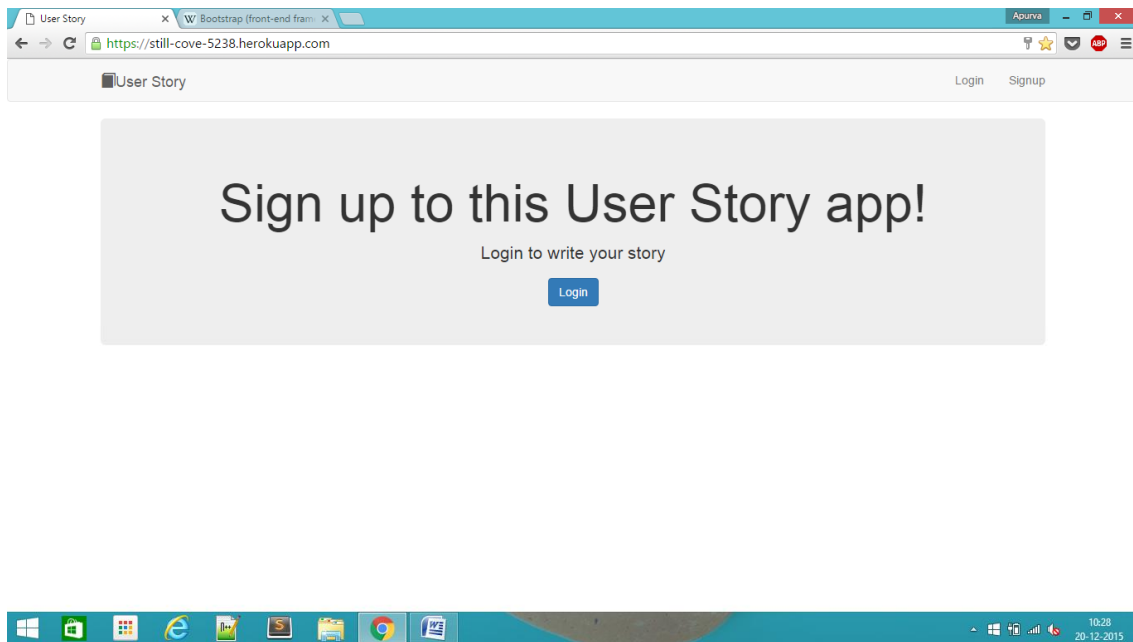 User Story
Bootstrap (front-end fram
Apurva
https://still-cove-5238.herokuapp.com
ABP
User Story
Login
Signup
Sign up to this User Story app!
Login to write your story
Login
10:28
20-12-2015